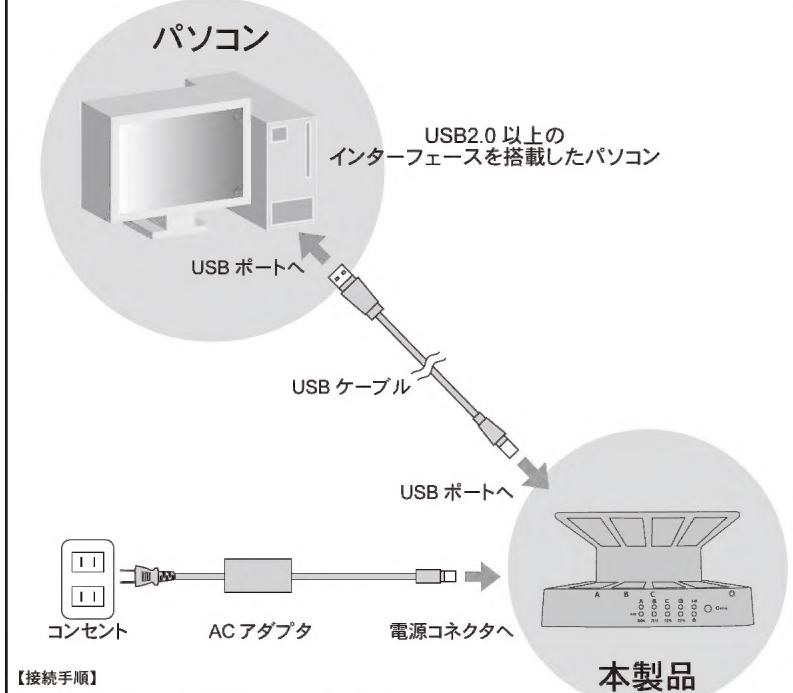 パソコン
USB2.0 以上の
インターフェースを搭載したパソコン
USB ポートへ
USB ケーブル
USB ポートへ
A B C
A B C
コンセント
AC アダプタ
電源コネクタへ
本製品
【接続手順】